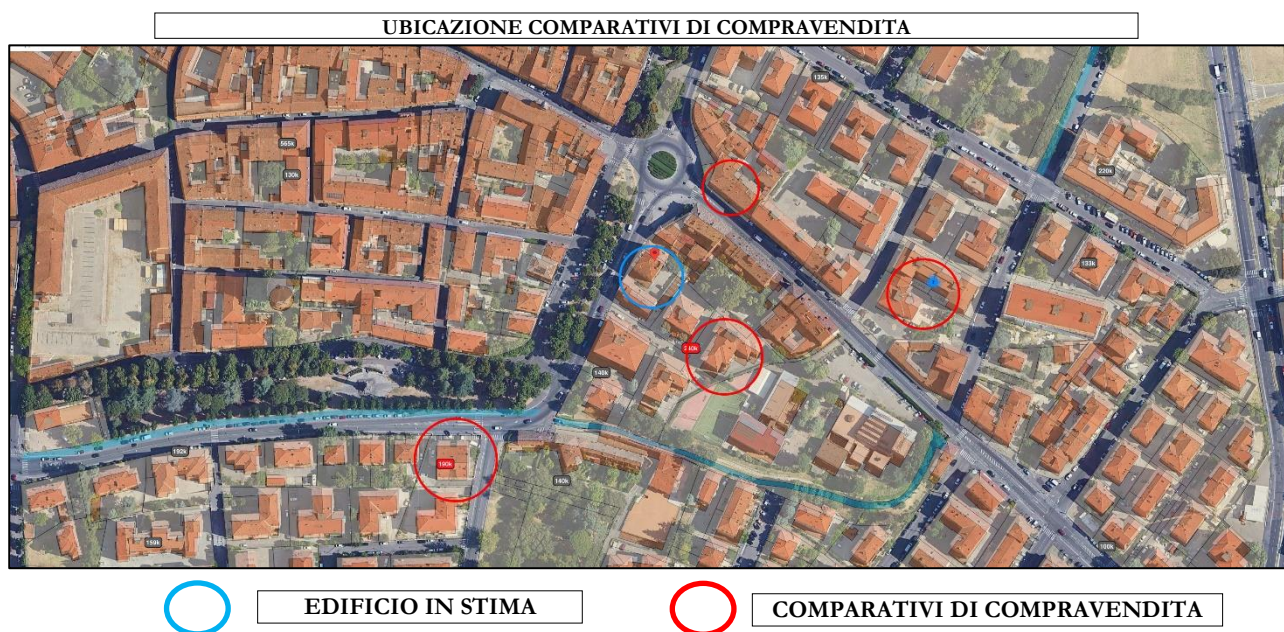 UBICAZIONE COMPARATIVI DI COMPRAVENDITA
135k
565k
130k
220k
133k
140k
192k
190k
140k
159k
EDIFICIO IN STIMA
COMPARATIVI DI COMPRAVENDITA